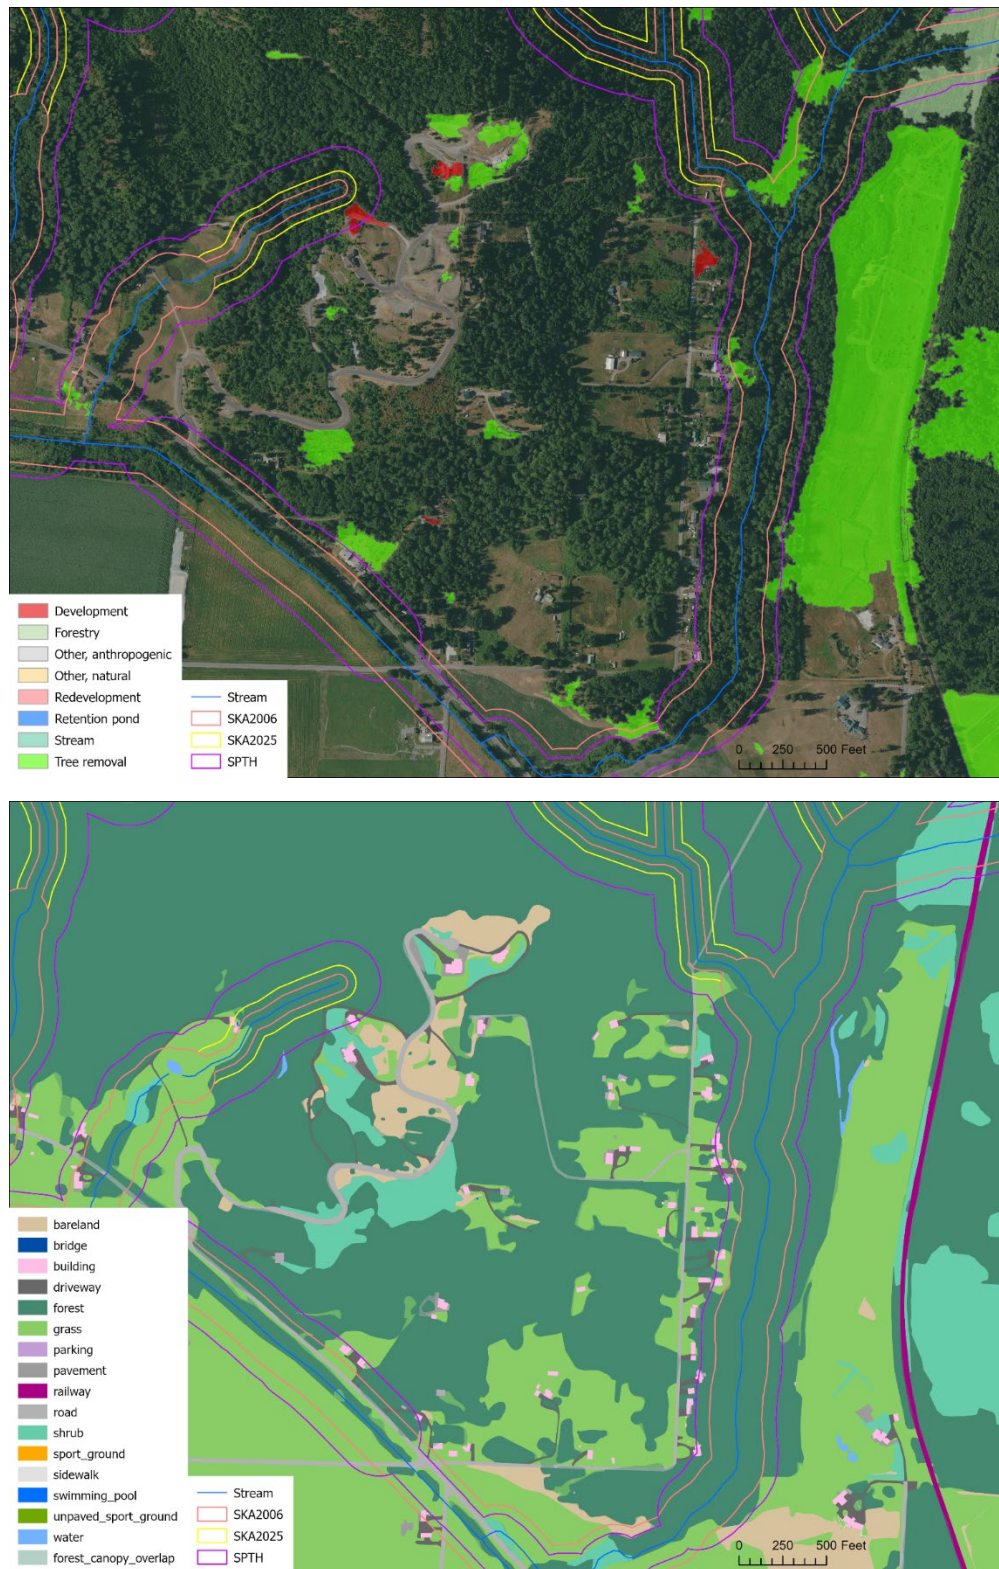 0 250 500 Feet
Development
Forestry
Other, anthropogenic
Other, natural
Redevelopment
Retention pond
Stream
Tree removal
Stream
SKA2006
SKA2025
SPTH
bareland
bridge
building
driveway
forest
grass
parking
pavement
railway
road
shrub
sport_ground
sidewalk
swimming_pool
unpaved_sport_ground
water
forest_canopy_overlap
Stream
SKA2006
SKA2025
SPTH
0 250 500 Feet